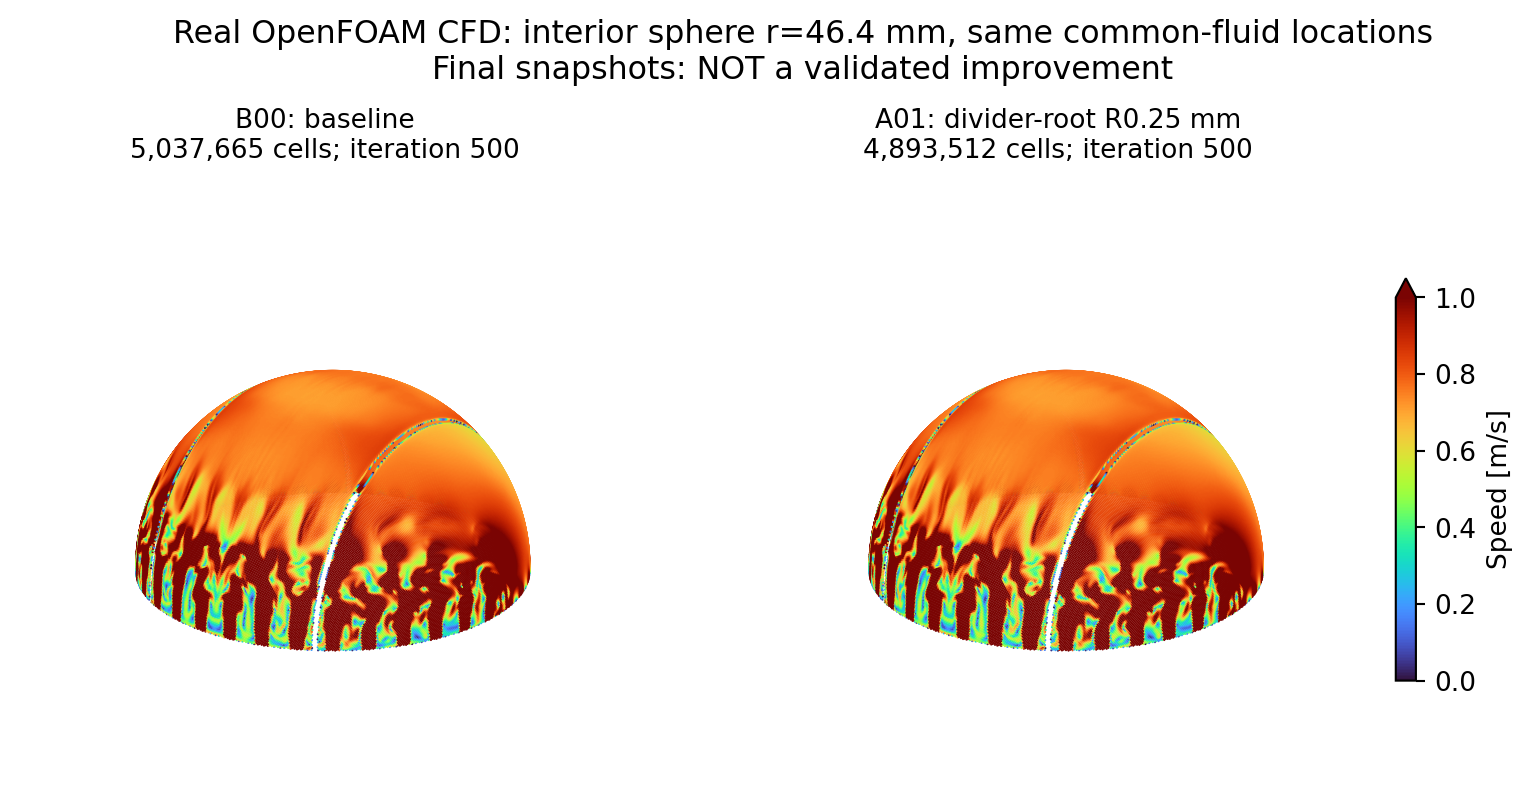 Real OpenFOAM CFD: interior sphere r=46.4 mm, same common-fluid locations
Final snapshots: NOT a validated improvement
B00: baseline
5,037,665 cells; iteration 500
A01: divider-root R0.25 mm
4,893,512 cells; iteration 500
1.0
0.8
0.6
0.4
0.2
0.0
Speed [m/s]